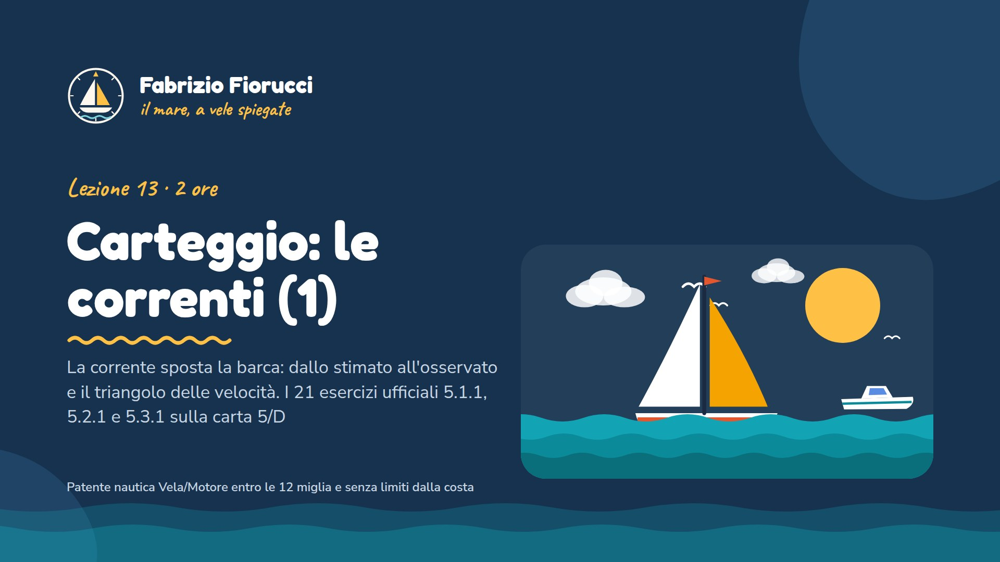 Fabrizio Fiorucci
il mare, a vele spiegate
Lezione 13 · 2 ore
Carteggio: le
correnti (1)
La corrente sposta la barca: dallo stimato all'osservato
e il triangolo delle velocità. I 21 esercizi ufficiali 5.1.1,
5.2.1 e 5.3.1 sulla carta 5/D
Patente nautica Vela/Motore entro le 12 miglia e senza limiti dalla costa